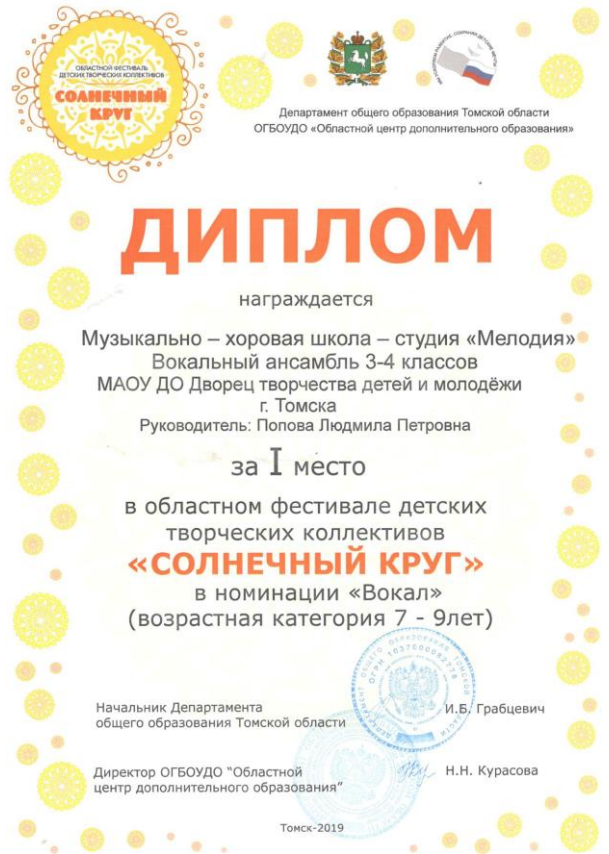 ОБЛАСТНОЙ ФЕСТИВАЛЬ
ДЕТСКИХ ТВОРЧЕСКИХ КОЛЛЕКТИВОВ
СОЛНЕЧНЫЙ
КРУГ
Департамент общего образования Томской области
ОГБОУДО «Областной центр дополнительного образования»
ДИПЛОМ
награждается
Музыкально – хоровая школа – студия «Мелодия»
Вокальный ансамбль 3-4 классов
МАОУ ДО Дворец творчества детей и молодёжи
г. Томска
Руководитель: Попова Людмила Петровна
за I место
в областном фестивале детских
творческих коллективов
«СОЛНЕЧНЫЙ КРУГ»
в номинации «Вокал»
(возрастная категория 7 - 9лет)
Начальник Департамента
общего образования Томской области
И.Б. Грабцевич
Директор ОГБОУДО "Областной
центр дополнительного образования"
Н.Н. Курасова
Томск-2019